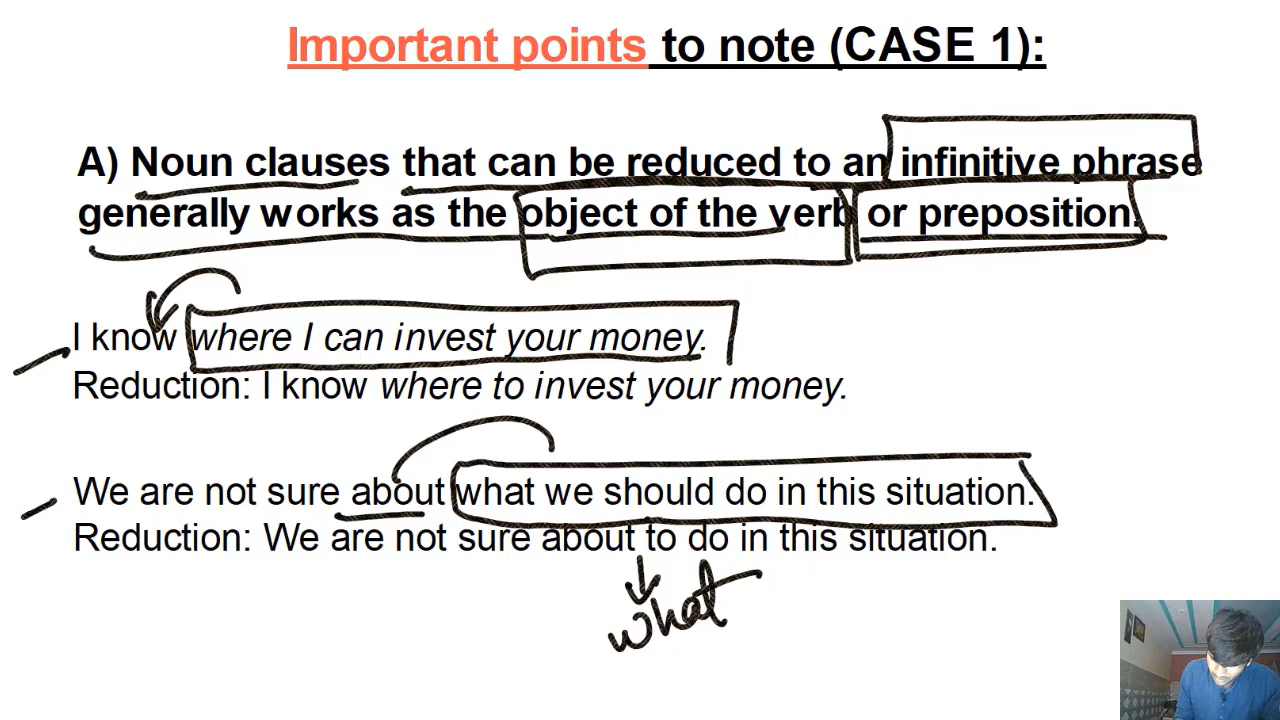 Important points to note (CASE 1):
A) Noun clauses that can be reduced to an infinitive phrase
generally works as the object of the verb or preposition.
I know where I can invest your money.
Reduction: I know where to invest your money.
We are not sure about what we should do in this situation.
Reduction: We are not sure about to do in this situation.
what